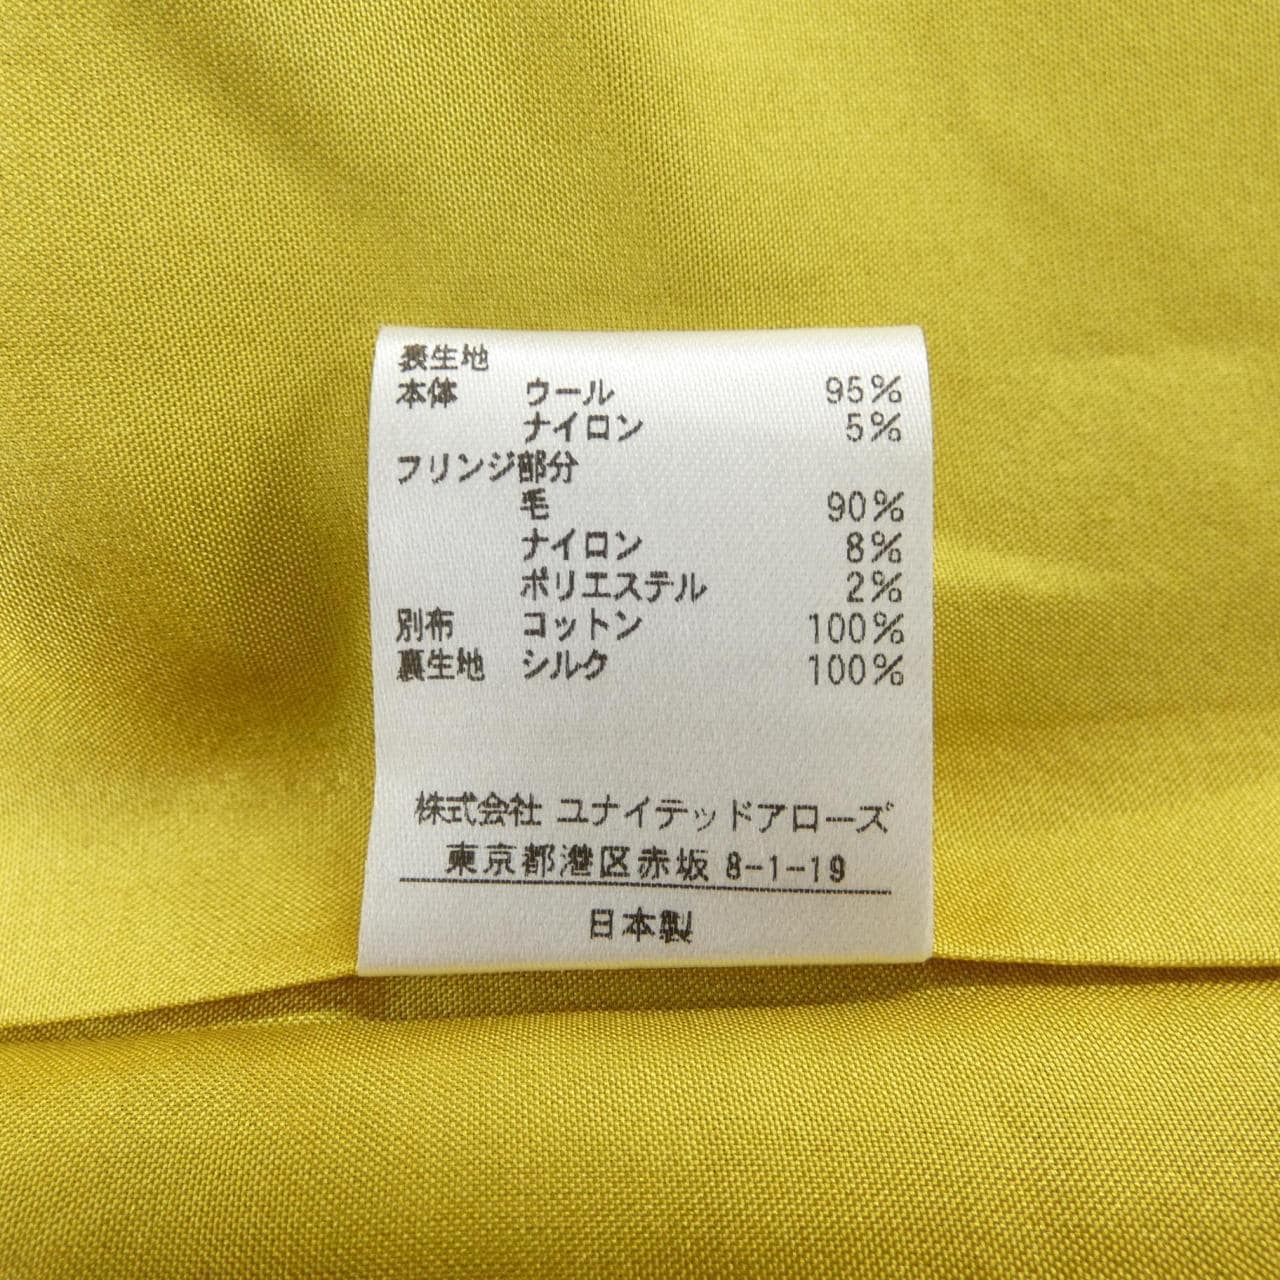 表生地
本体 ウール 95%
ナイロン 5%
フリンジ部分
毛 90%
ナイロン 8%
ポリエステル 2%
別布 コットン 100%
裏生地 シルク 100%
株式会社 ユナイテッドアローズ
東京都港区赤坂 8-1-19
日本製